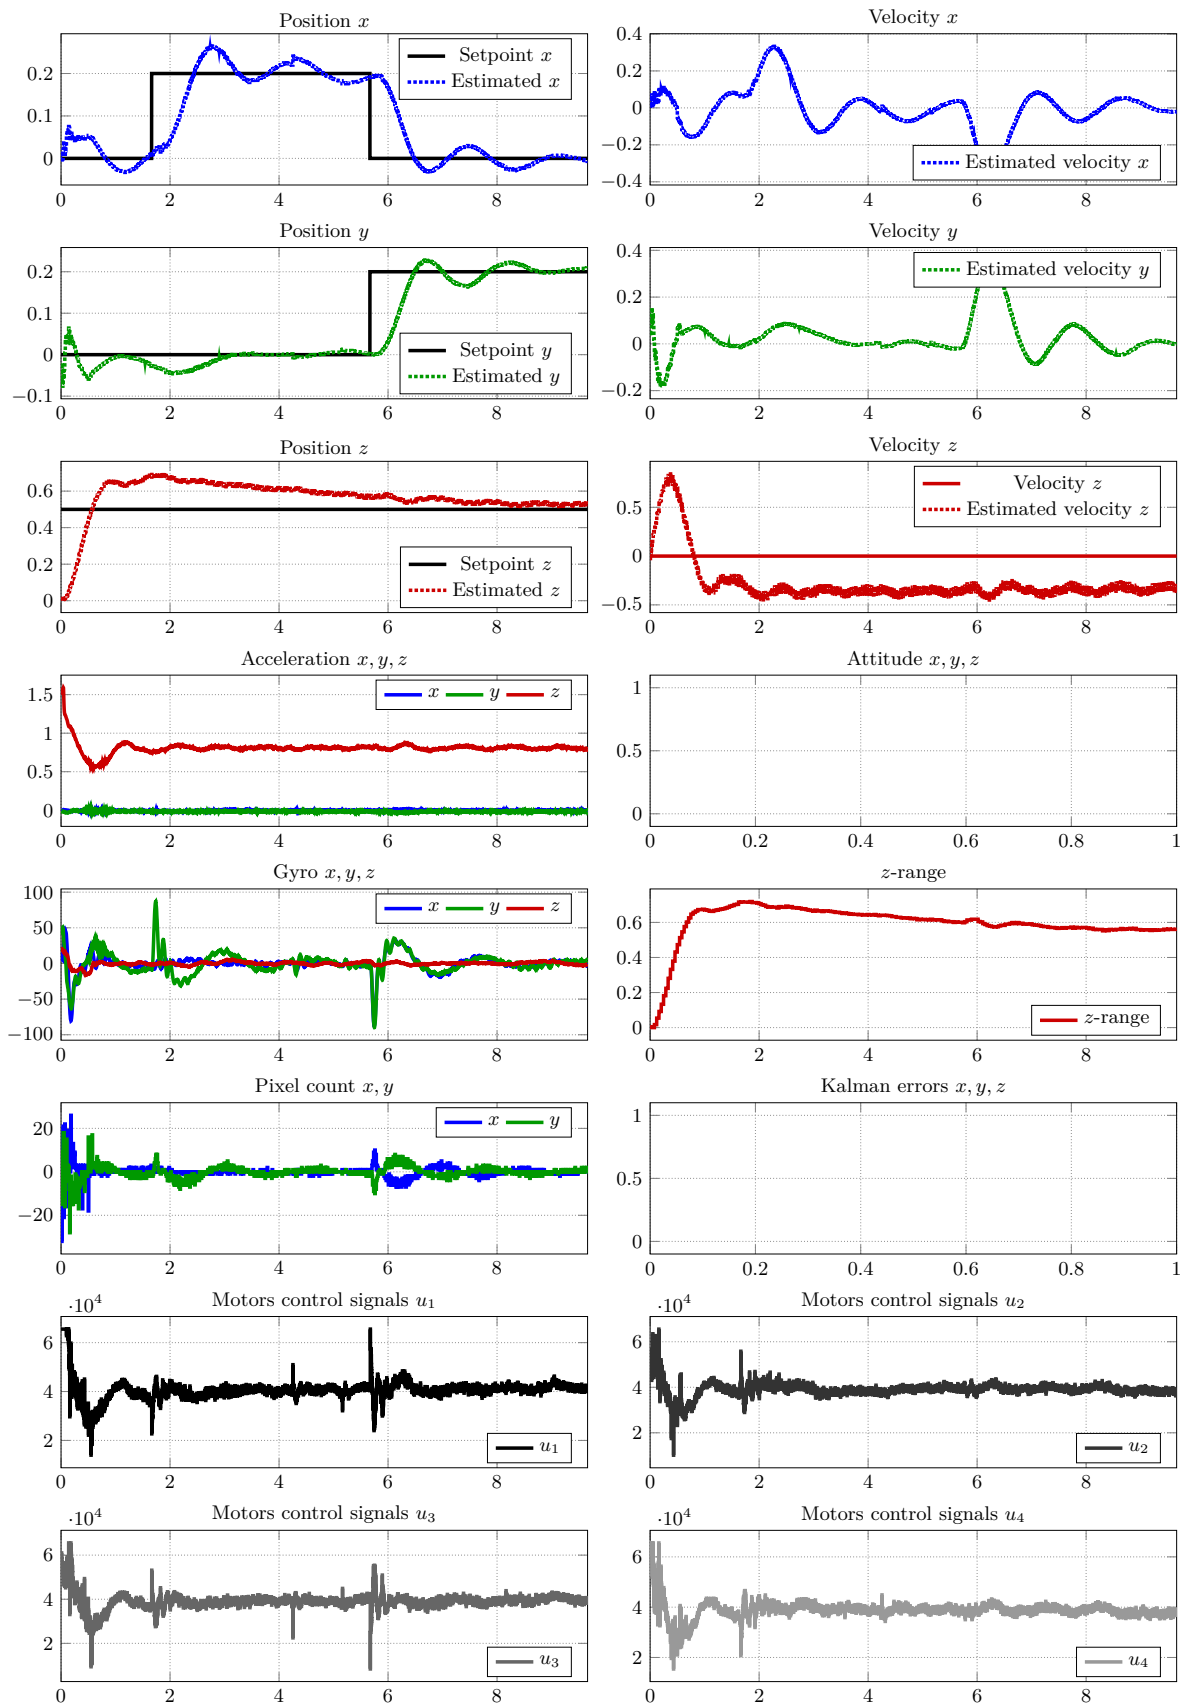 Position x
Velocity x
0.2
0
Setpoint x
Estimated x
0 2 4 6 8
0.4
0.2
0
−0.2
−0.4
Estimated velocity x
0 2 4 6 8
Position y
Velocity y
0.2
0.1
0
−0.1
Setpoint y
Estimated y
0 2 4 6 8
0.4
0.2
0
−0.2
Estimated velocity y
0 2 4 6 8
Position z
Velocity z
0.6
0.4
0.2
0
Setpoint z
Estimated z
0 2 4 6 8
0.5
0
−0.5
Velocity z
Estimated velocity z
0 2 4 6 8
Acceleration x, y, z
Attitude x, y, z
1.5
1
0.5
0
x y z
0 2 4 6 8
1
0.5
0
0 0.2 0.4 0.6 0.8 1
Gyro x, y, z
z-range
100
50
0
−50
−100
x y z
0 2 4 6 8
0.6
0.4
0.2
0
z-range
0 2 4 6 8
Pixel count x, y
Kalman errors x, y, z
20
0
−20
x y
0 2 4 6 8
1
0.5
0
0 0.2 0.4 0.6 0.8 1
·10⁴ Motors control signals u₁
·10⁴ Motors control signals u₂
6
4
2
u₁
0 2 4 6 8
6
4
2
u₂
0 2 4 6 8
·10⁴ Motors control signals u₃
·10⁴ Motors control signals u₄
6
4
2
u₃
0 2 4 6 8
6
4
2
u₄
0 2 4 6 8